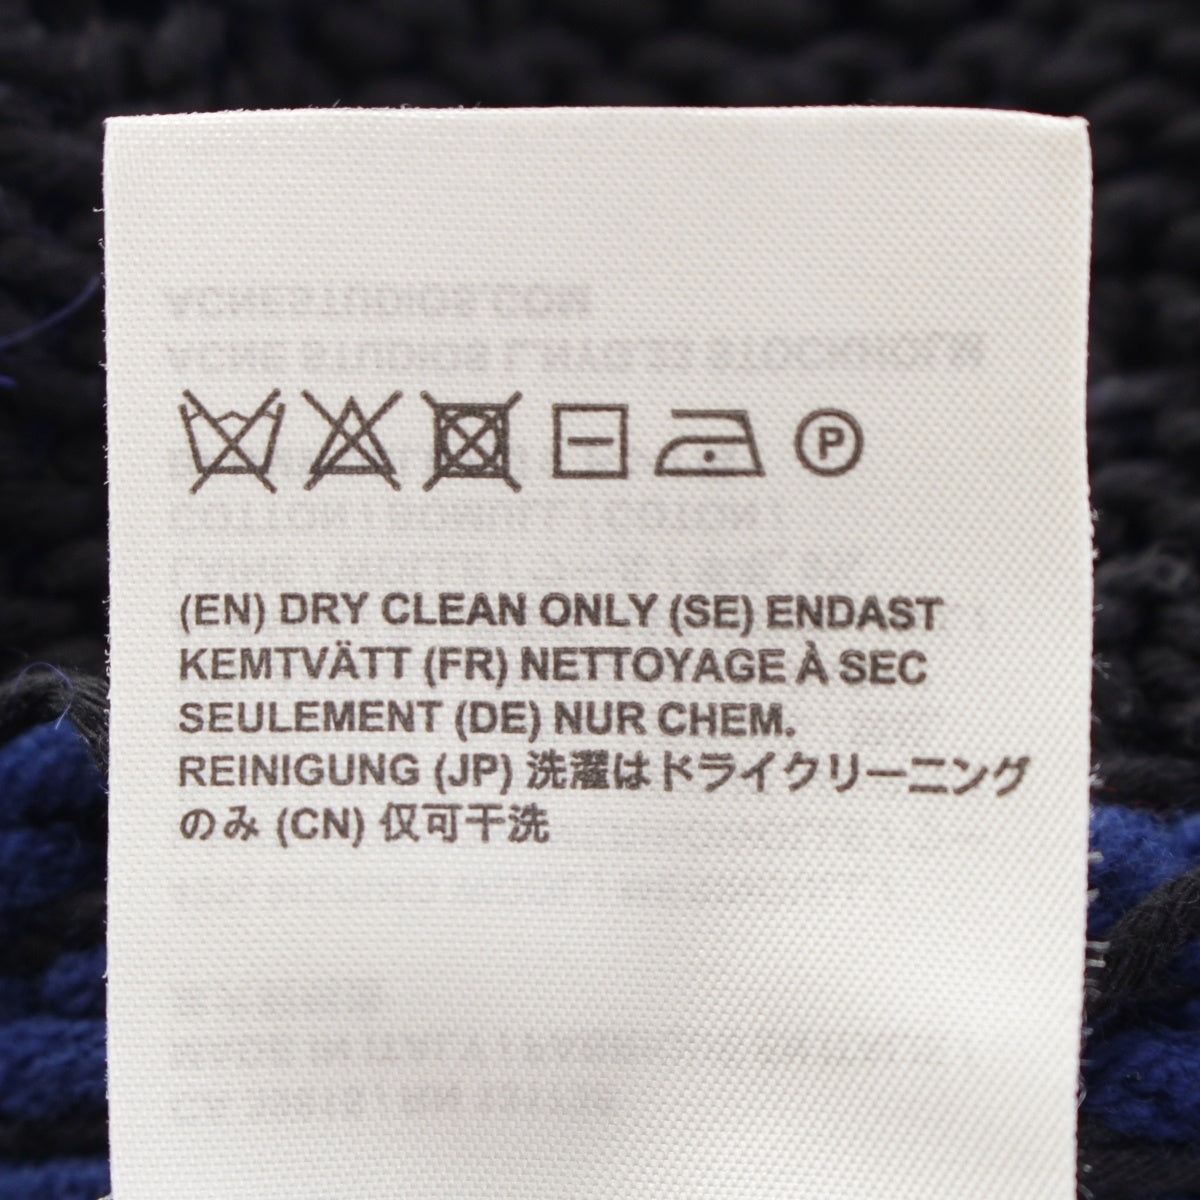 P
(EN) DRY CLEAN ONLY (SE) ENDAST
KEMTVÄTT (FR) NETTOYAGE À SEC
SEULEMENT (DE) NUR CHEM.
REINIGUNG (JP) 洗濯はドライクリーニング
のみ (CN) 仅可干洗